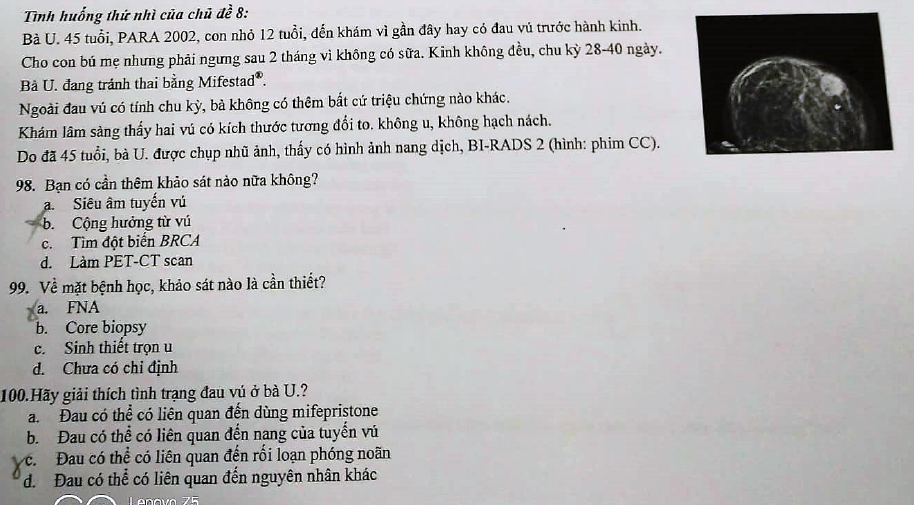 Tình huống thứ nhì của chủ đề 8:
Bà U. 45 tuổi, PARA 2002, con nhỏ 12 tuổi, đến khám vì gần đây hay có đau vú trước hành kinh.
Cho con bú mẹ nhưng phải ngưng sau 2 tháng vì không có sữa. Kinh không đều, chu kỳ 28-40 ngày.
Bà U. đang tránh thai bằng Mifestad®.
Ngoài đau vú có tính chu kỳ, bà không có thêm bất cứ triệu chứng nào khác.
Khám lâm sàng thấy hai vú có kích thước tương đối to. không u, không hạch nách.
Do đã 45 tuổi, bà U. được chụp nhũ ảnh, thấy có hình ảnh nang dịch, BI-RADS 2 (hình: phim CC).
98. Bạn có cần thêm khảo sát nào nữa không?
a. Siêu âm tuyến vú
b. Cộng hưởng từ vú
c. Tìm đột biến BRCA
d. Làm PET-CT scan
99. Về mặt bệnh học, khảo sát nào là cần thiết?
a. FNA
b. Core biopsy
c. Sinh thiết trọn u
d. Chưa có chỉ định
100.Hãy giải thích tình trạng đau vú ở bà U.?
a. Đau có thể có liên quan đến dùng mifepristone
b. Đau có thể có liên quan đến nang của tuyến vú
c. Đau có thể có liên quan đến rối loạn phóng noãn
d. Đau có thể có liên quan đến nguyên nhân khác
Lenovo Z5